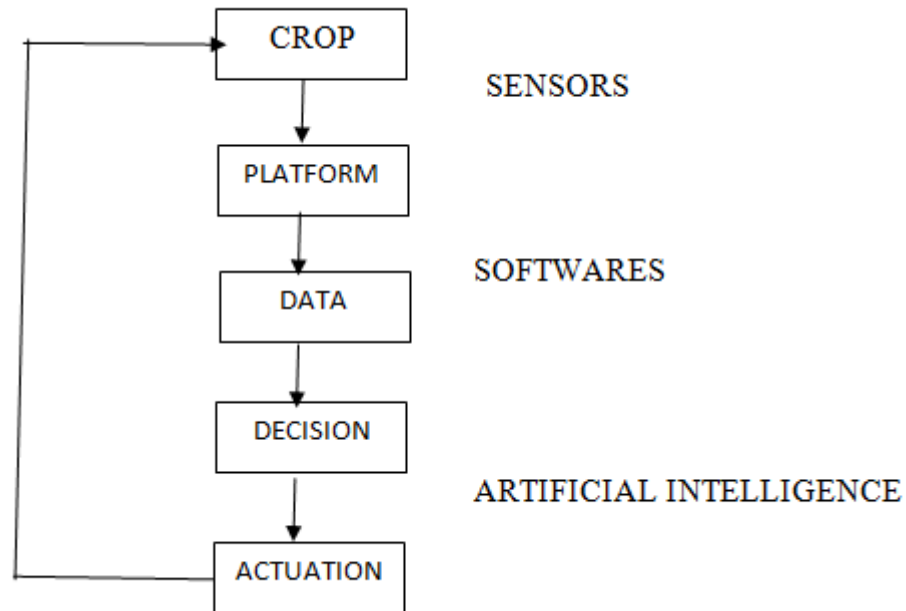 CROP
SENSORS
PLATFORM
SOFTWARES
DATA
DECISION
ARTIFICIAL INTELLIGENCE
ACTUATION